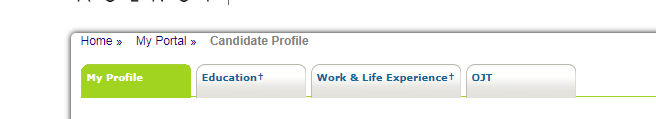 Home » My Portal » Candidate Profile
My Profile Education† Work & Life Experience† OJT